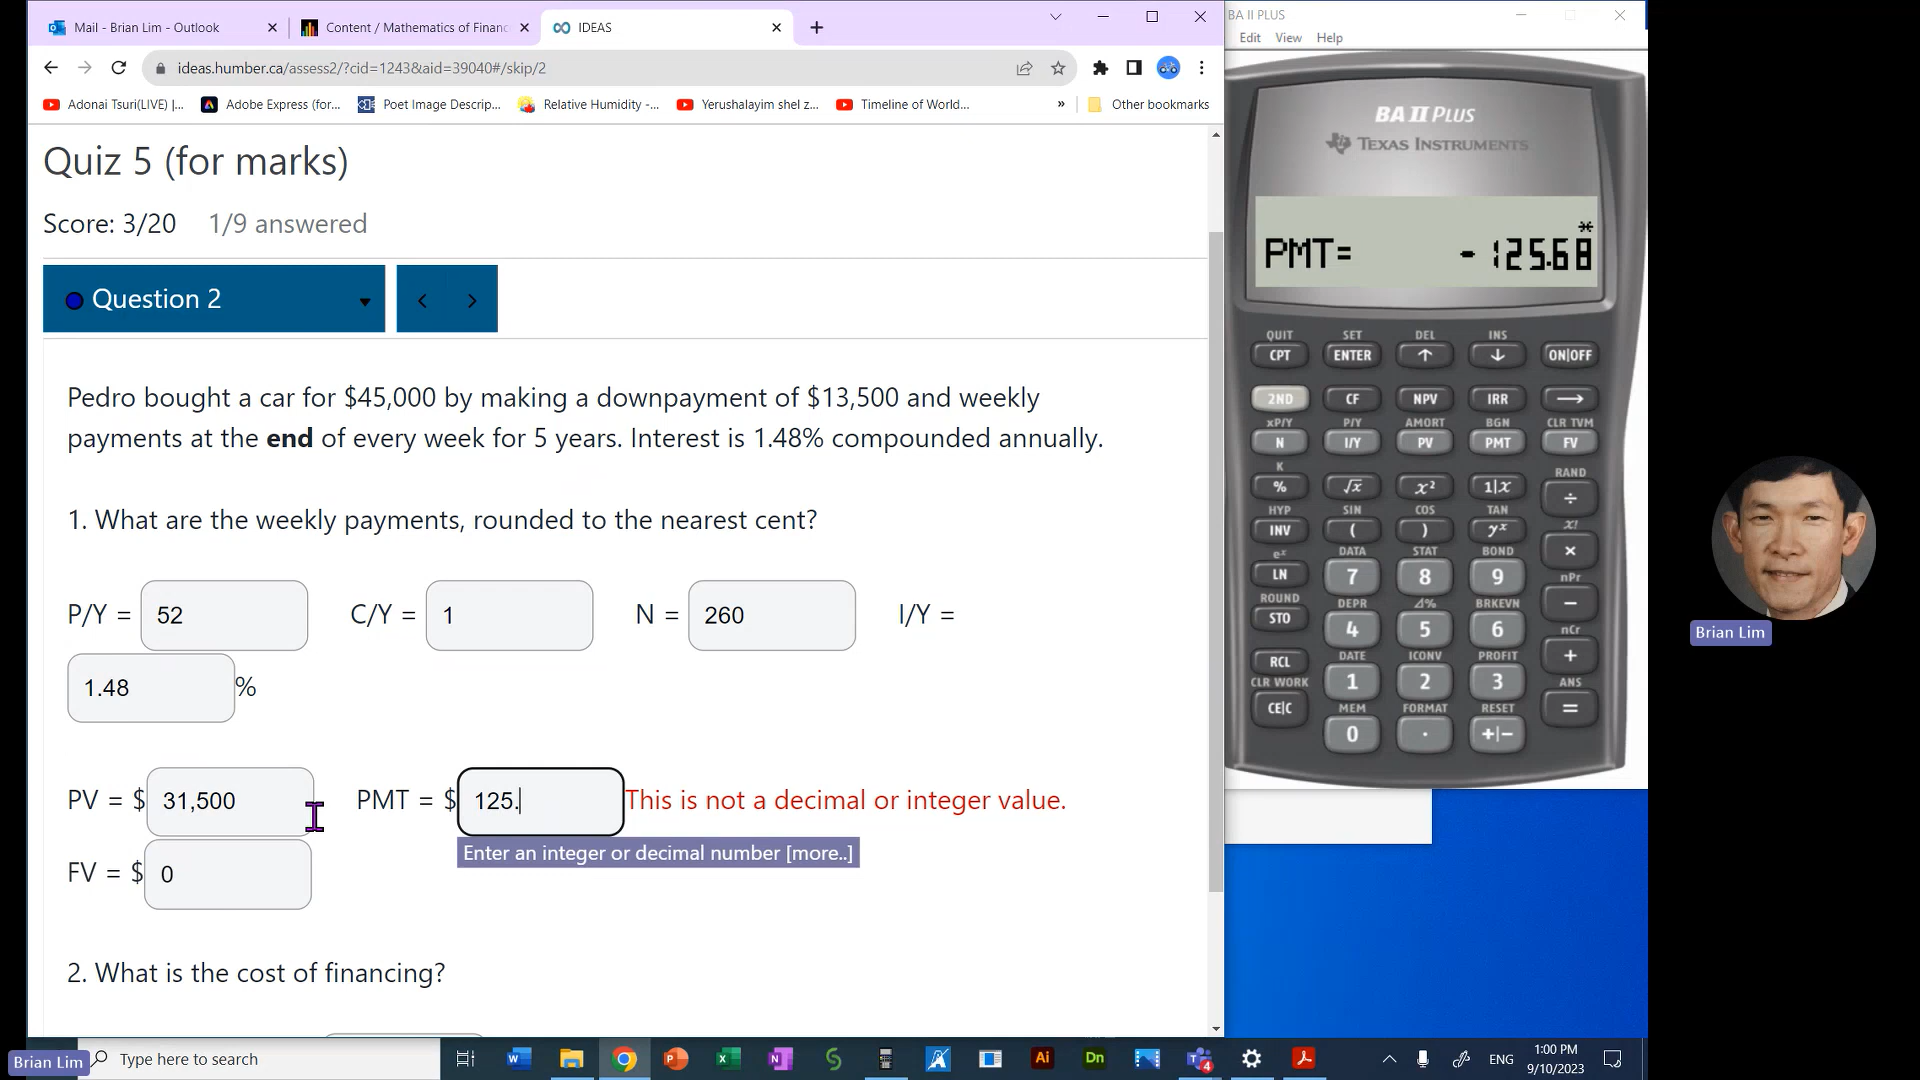 Mail - Brian Lim - Outlook
Content / Mathematics of Financ
IDEAS
ideas.humber.ca/assess2/?cid=1243&aid=39040#/skip/2
Adonai Tsuri(LIVE) |...
Adobe Express (for...
Poet Image Descrip...
Relative Humidity -...
Yerushalayim shel z...
Timeline of World...
»
Other bookmarks
Quiz 5 (for marks)
Score: 3/20 1/9 answered
Question 2
< >
Pedro bought a car for $45,000 by making a downpayment of $13,500 and weekly
payments at the end of every week for 5 years. Interest is 1.48% compounded annually.
1. What are the weekly payments, rounded to the nearest cent?
P/Y = 52 C/Y = 1 N = 260 I/Y =
1.48 %
PV = $ 31,500 PMT = $ 125. This is not a decimal or integer value.
Enter an integer or decimal number [more..]
FV = $ 0
2. What is the cost of financing?
BA II PLUS
Edit View Help
BA II PLUS
TEXAS INSTRUMENTS
*
PMT= -125.68
QUIT SET DEL INS
CPT ENTER ↑ ↓ ON|OFF
2ND CF NPV IRR →
xP/Y P/Y AMORT BGN CLR TVM
N I/Y PV PMT FV
K RAND
% √x x² 1|x ÷
HYP SIN COS TAN x!
INV ( ) yˣ ×
eˣ DATA STAT BOND nPr
LN 7 8 9 −
ROUND DEPR Δ% BRKEVN nCr
STO 4 5 6 +
DATE ICONV PROFIT
RCL 1 2 3
CLR WORK MEM FORMAT RESET ANS
CE|C 0 . +|− =
Brian Lim
Brian Lim
Type here to search
4
ENG
1:00 PM
9/10/2023